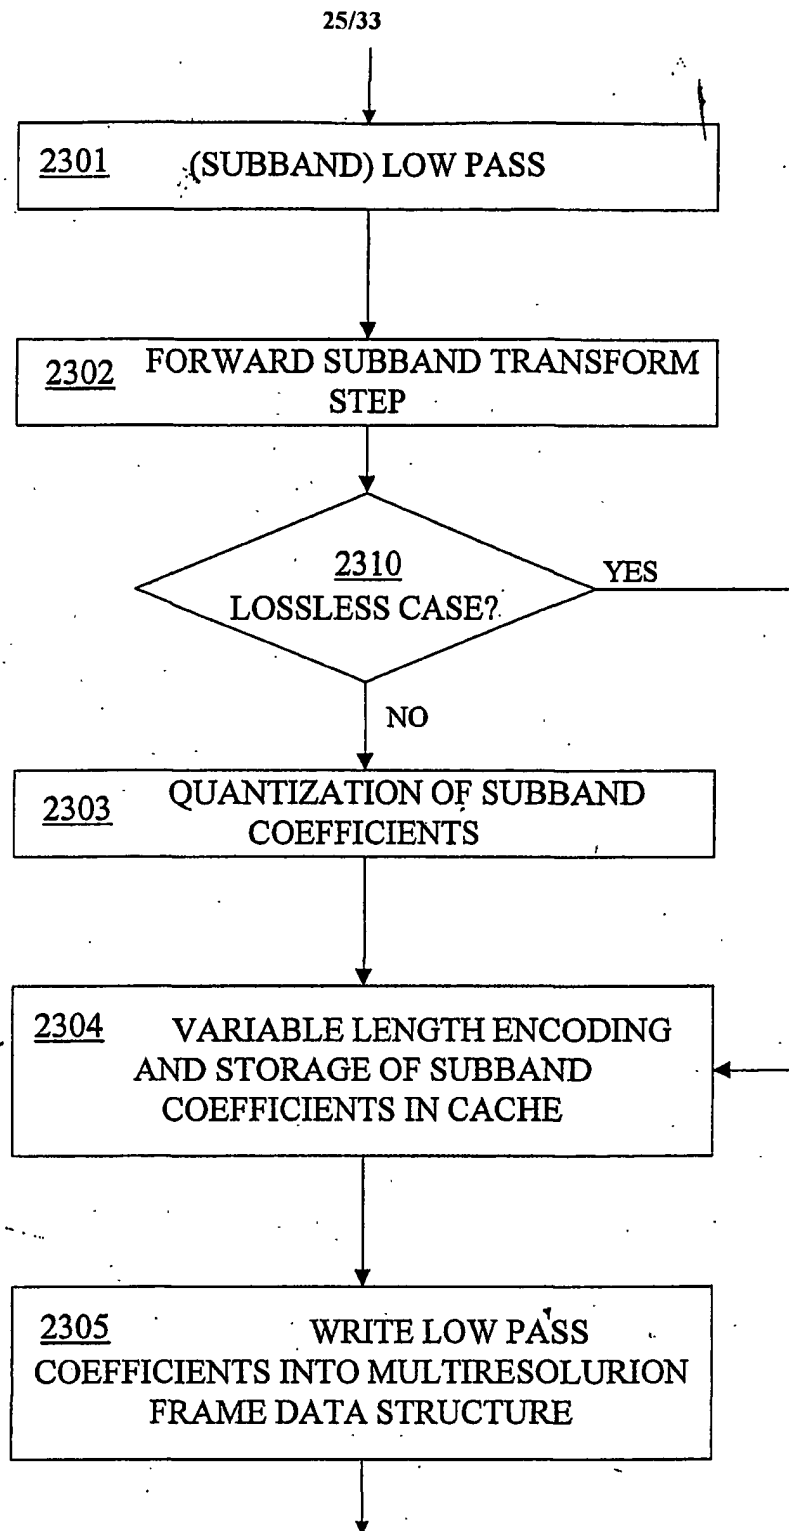 25/33
2301 (SUBBAND) LOW PASS
2302 FORWARD SUBBAND TRANSFORM
STEP
2310
LOSSLESS CASE?
YES
NO
2303 QUANTIZATION OF SUBBAND
COEFFICIENTS
2304 VARIABLE LENGTH ENCODING
AND STORAGE OF SUBBAND
COEFFICIENTS IN CACHE
2305 WRITE LOW PASS
COEFFICIENTS INTO MULTIRESOLURION
FRAME DATA STRUCTURE